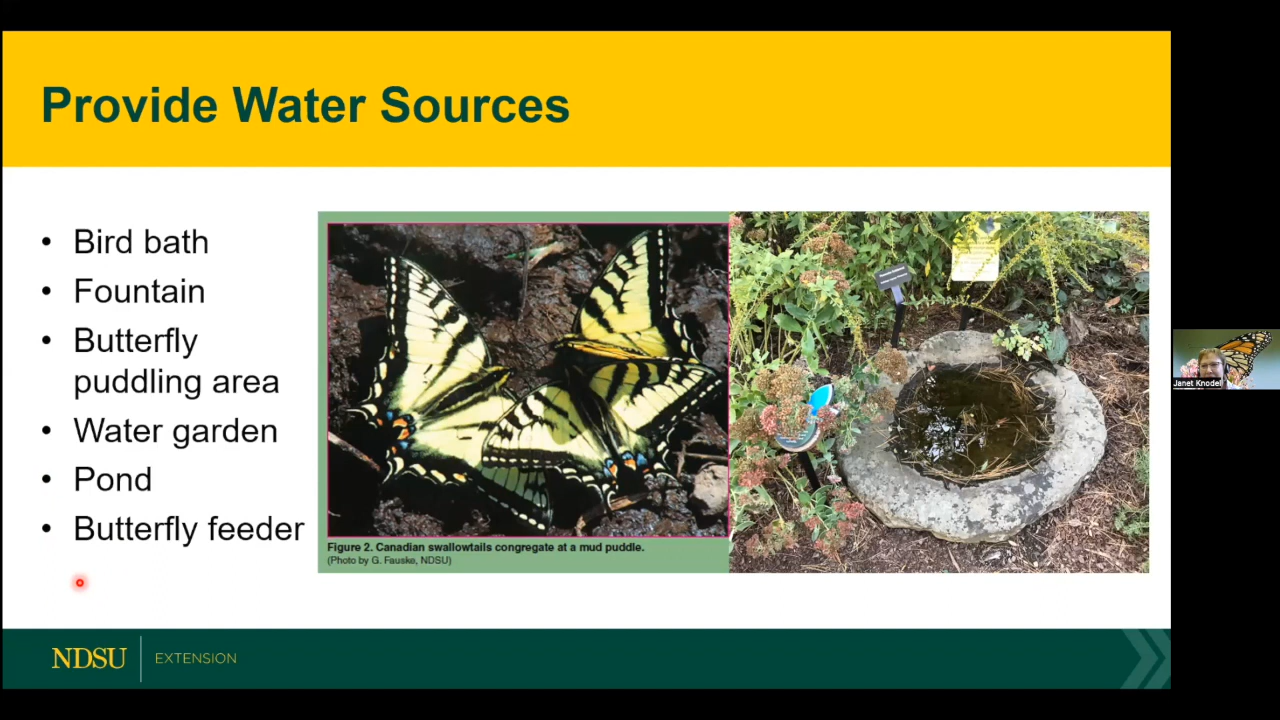 Provide Water Sources
• Bird bath
• Fountain
• Butterfly
puddling area
• Water garden
• Pond
• Butterfly feeder
Figure 2. Canadian swallowtails congregate at a mud puddle.
(Photo by G. Fauske, NDSU)
Janet Knodel
NDSU
EXTENSION